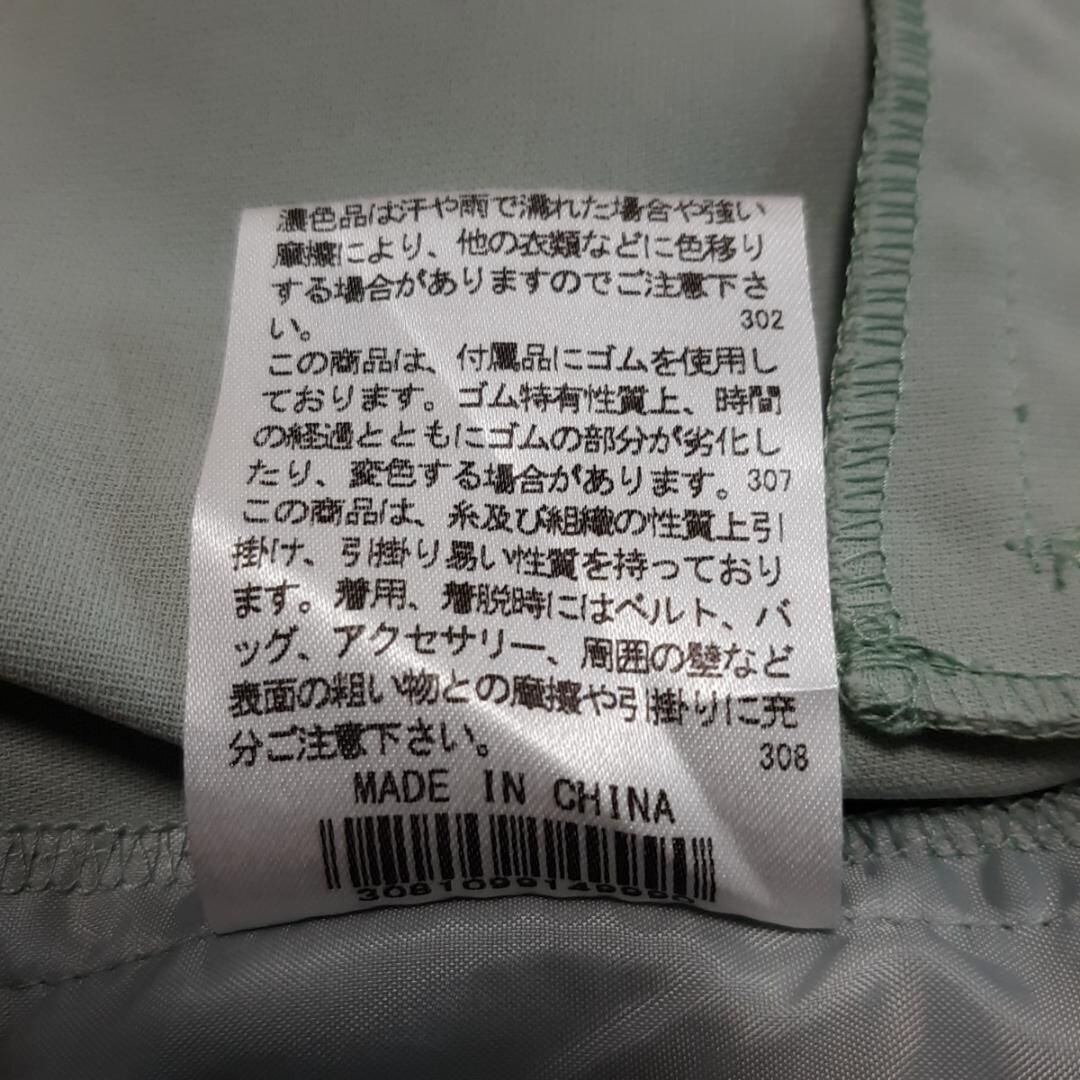 濃色品は汗や雨で濡れた場合や強い
摩擦により、他の衣類などに色移り
する場合がありますのでご注意下さ
い。 302
この商品は、付属品にゴムを使用し
ております。ゴム特有性質上、時間
の経過とともにゴムの部分が劣化し
たり、変色する場合があります。307
この商品は、糸及び組織の性質上引
掛け、引掛り易い性質を持っており
ます。着用、着脱時にはベルト、バ
ッグ、アクセサリー、周囲の壁など
表面の粗い物との摩擦や引掛りに充
分ご注意下さい。 308
MADE IN CHINA